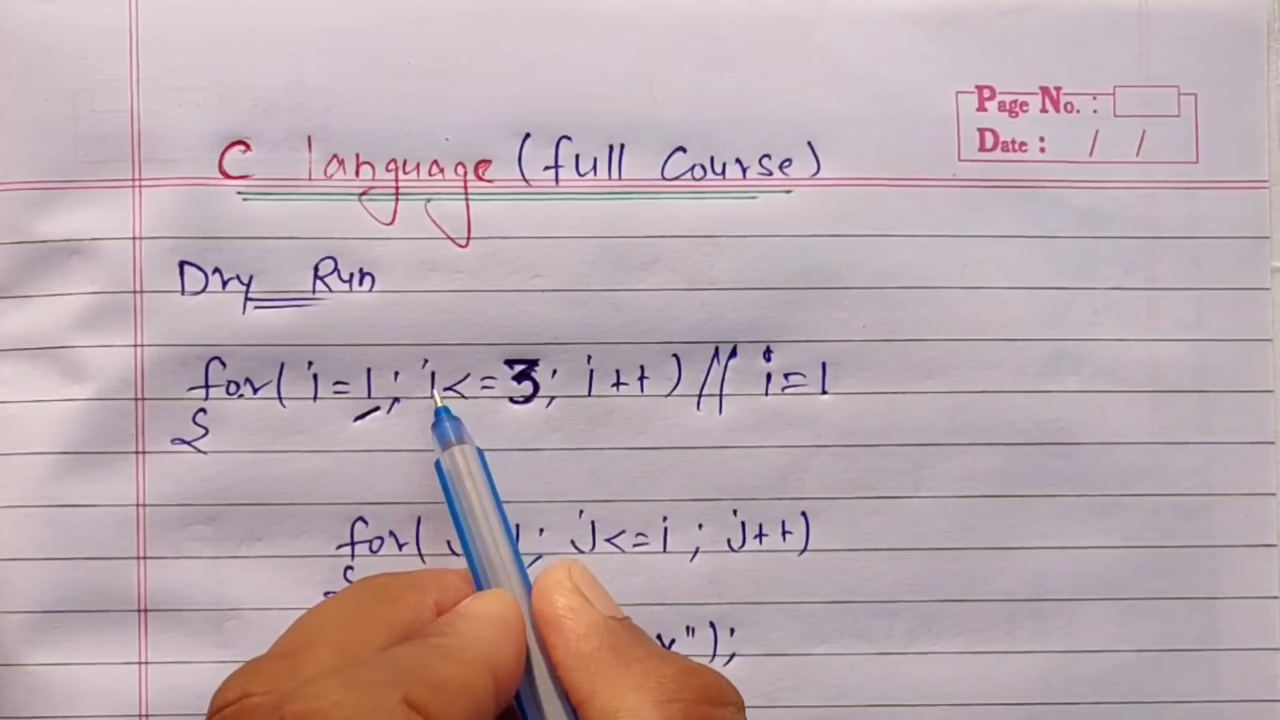 Page No. :
Date : / /
C language (full Course)
Dry Run
for( i=1; i<=3; i++) // i=1
{
for( j<=i ; j++)
{
");